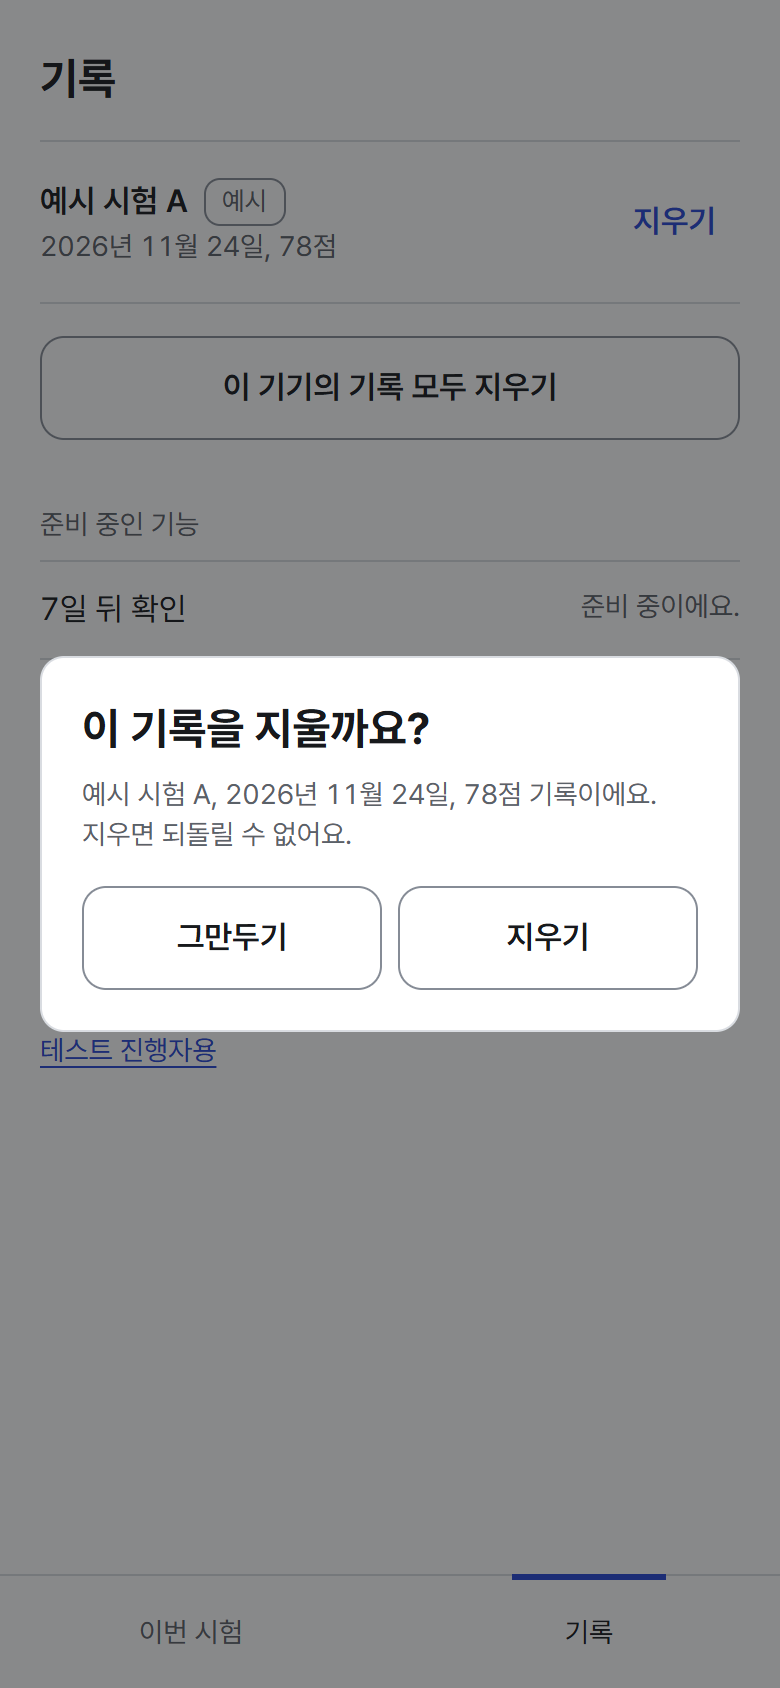 기록
예시 시험 A 예시
2026년 11월 24일, 78점
지우기
이 기기의 기록 모두 지우기
준비 중인 기능
7일 뒤 확인
준비 중이에요.
이 기록을 지울까요?
예시 시험 A, 2026년 11월 24일, 78점 기록이에요.
지우면 되돌릴 수 없어요.
그만두기
지우기
테스트 진행자용
이번 시험
기록